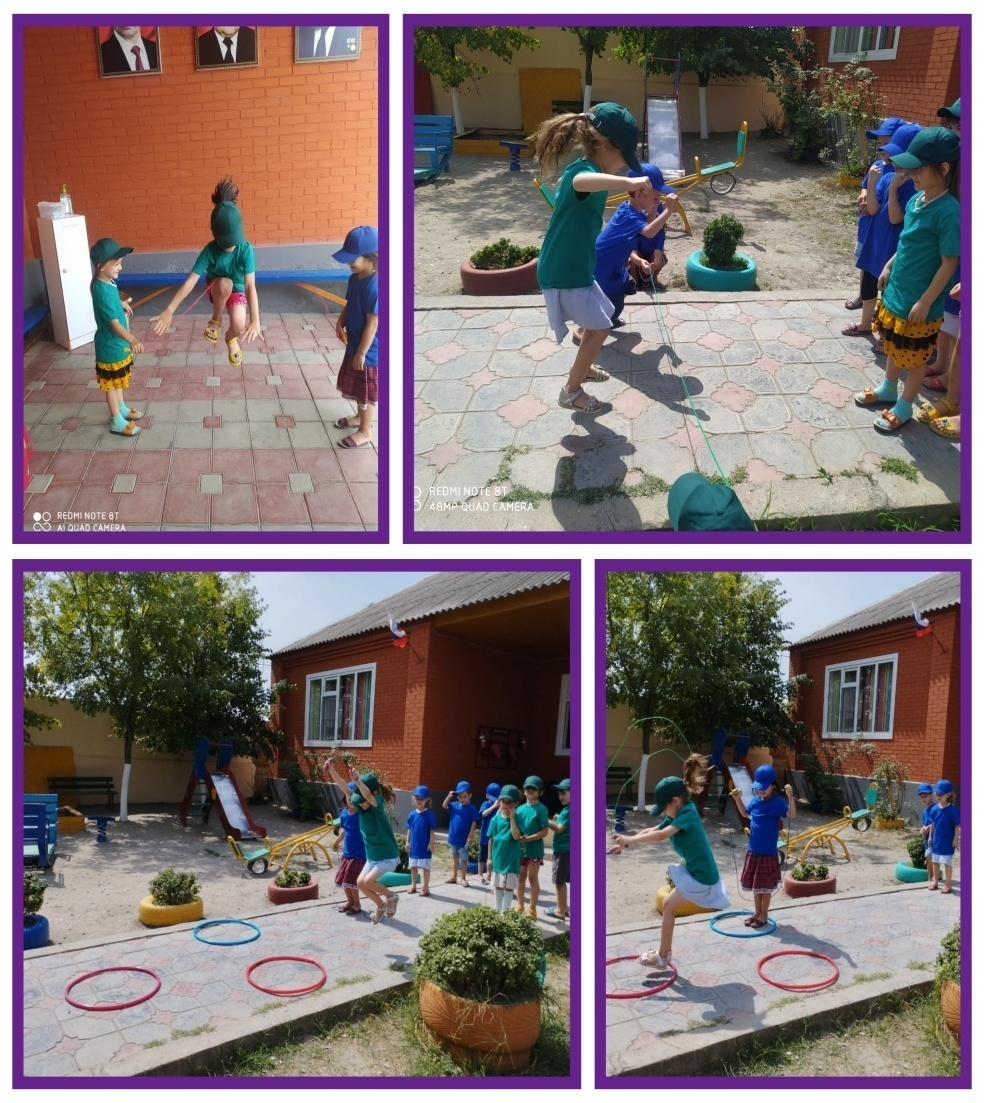 REDMI NOTE 8T
AI QUAD CAMERA
REDMI NOTE 8T
48MP QUAD CAMERA